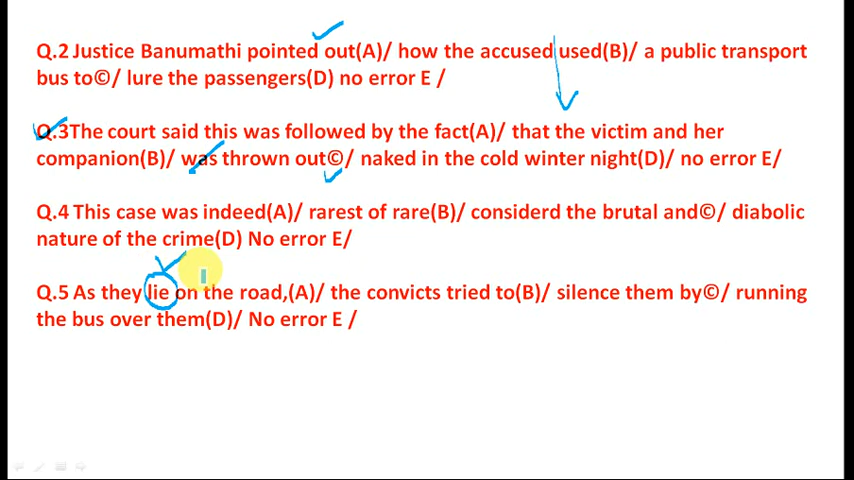 Q.2 Justice Banumathi pointed out(A)/ how the accused used(B)/ a public transport
bus to©/ lure the passengers(D) no error E /
Q.3The court said this was followed by the fact(A)/ that the victim and her
companion(B)/ was thrown out©/ naked in the cold winter night(D)/ no error E/
Q.4 This case was indeed(A)/ rarest of rare(B)/ considerd the brutal and©/ diabolic
nature of the crime(D) No error E/
Q.5 As they lie on the road,(A)/ the convicts tried to(B)/ silence them by©/ running
the bus over them(D)/ No error E /